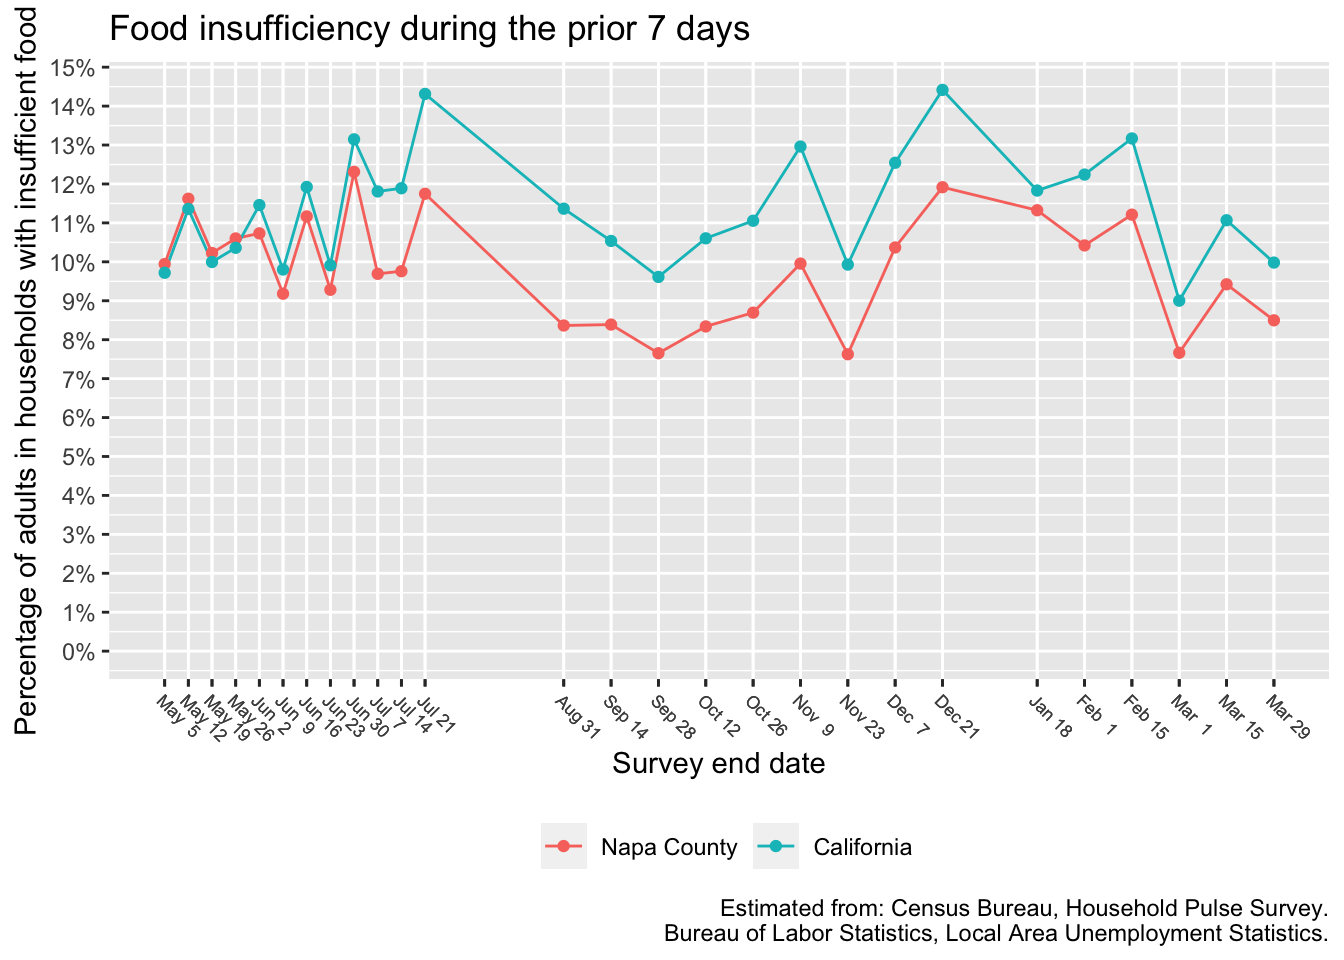 Food insufficiency during the prior 7 days
Percentage of adults in households with insufficient food
15%
14%
13%
12%
11%
10%
9%
8%
7%
6%
5%
4%
3%
2%
1%
0%
May 5
May 12
May 19
May 26
Jun 2
Jun 9
Jun 16
Jun 23
Jun 30
Jul 7
Jul 14
Jul 21
Aug 31
Sep 14
Sep 28
Oct 12
Oct 26
Nov 9
Nov 23
Dec 7
Dec 21
Jan 18
Feb 1
Feb 15
Mar 1
Mar 15
Mar 29
Survey end date
Napa County
California
Estimated from: Census Bureau, Household Pulse Survey.
Bureau of Labor Statistics, Local Area Unemployment Statistics.